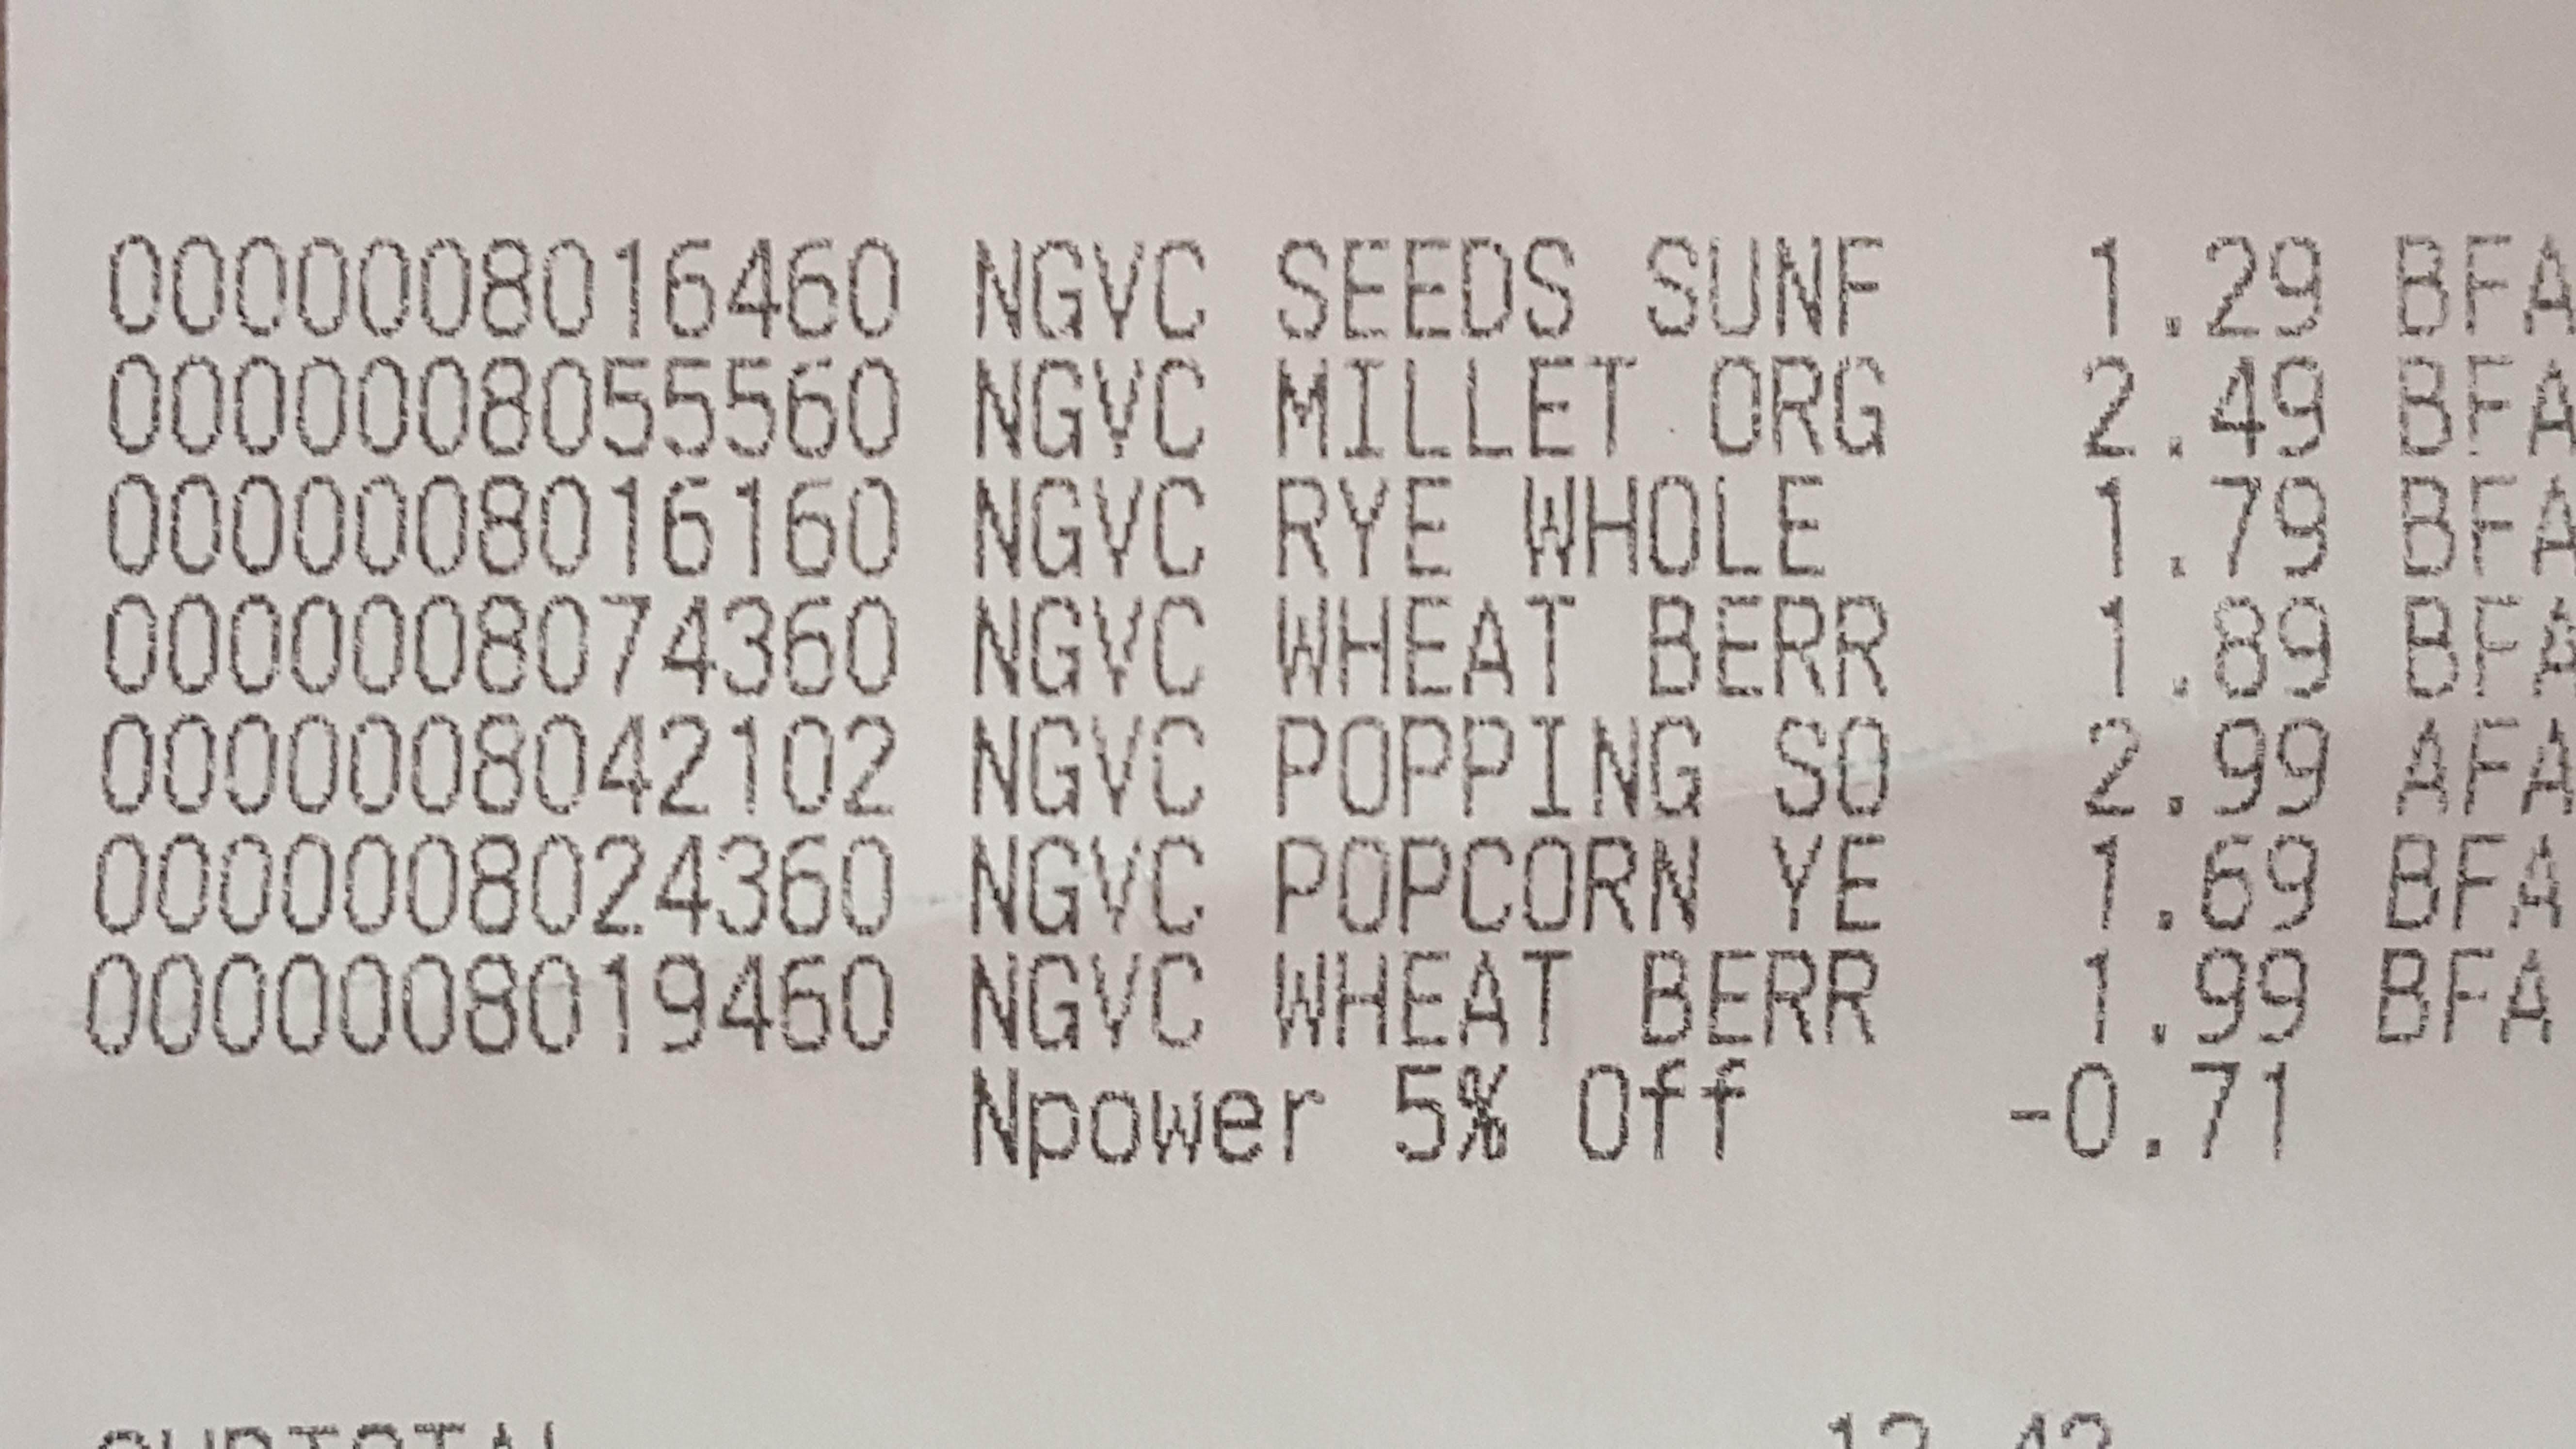 0000008016460 NGVC SEEDS SUNF 1.29 BFA
0000008055560 NGVC MILLET ORG 2.49 BFA
0000008016160 NGVC RYE WHOLE 1.79 BFA
0000008074360 NGVC WHEAT BERR 1.89 BFA
0000008042102 NGVC POPPING SO 2.99 AFA
0000008024360 NGVC POPCORN YE 1.69 BFA
0000008019460 NGVC WHEAT BERR 1.99 BFA
Npower 5% Off -0.71
SUBTOTAL 13.42